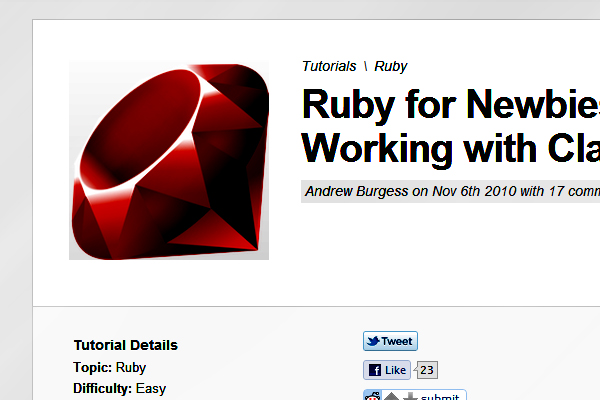 Tutorials \ Ruby
Ruby for Newbies
Working with Cla
Andrew Burgess on Nov 6th 2010 with 17 comm
Tutorial Details
Topic: Ruby
Difficulty: Easy
Tweet
Like 23
submit